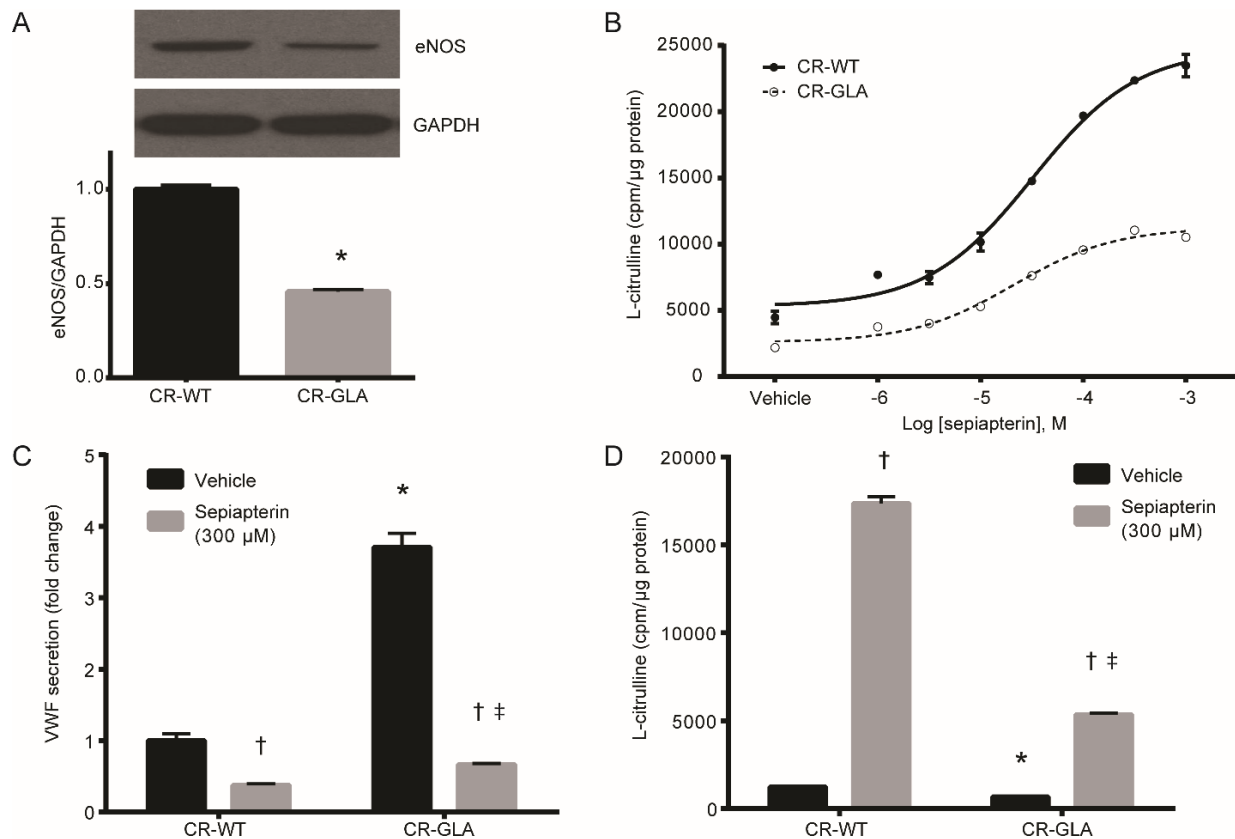 A
eNOS
GAPDH
eNOS/GAPDH
1.0
0.5
0.0
*
CR-WT
CR-GLA
B
L-citrulline (cpm/µg protein)
25000
20000
15000
10000
5000
0
CR-WT
CR-GLA
Vehicle
-6
-5
-4
-3
Log [sepiapterin], M
C
VWF secretion (fold change)
5
4
3
2
1
0
Vehicle
Sepiapterin
(300 µM)
†
*
† ‡
CR-WT
CR-GLA
D
L-citrulline (cpm/µg protein)
20000
15000
10000
5000
0
†
Vehicle
Sepiapterin
(300 µM)
*
† ‡
CR-WT
CR-GLA